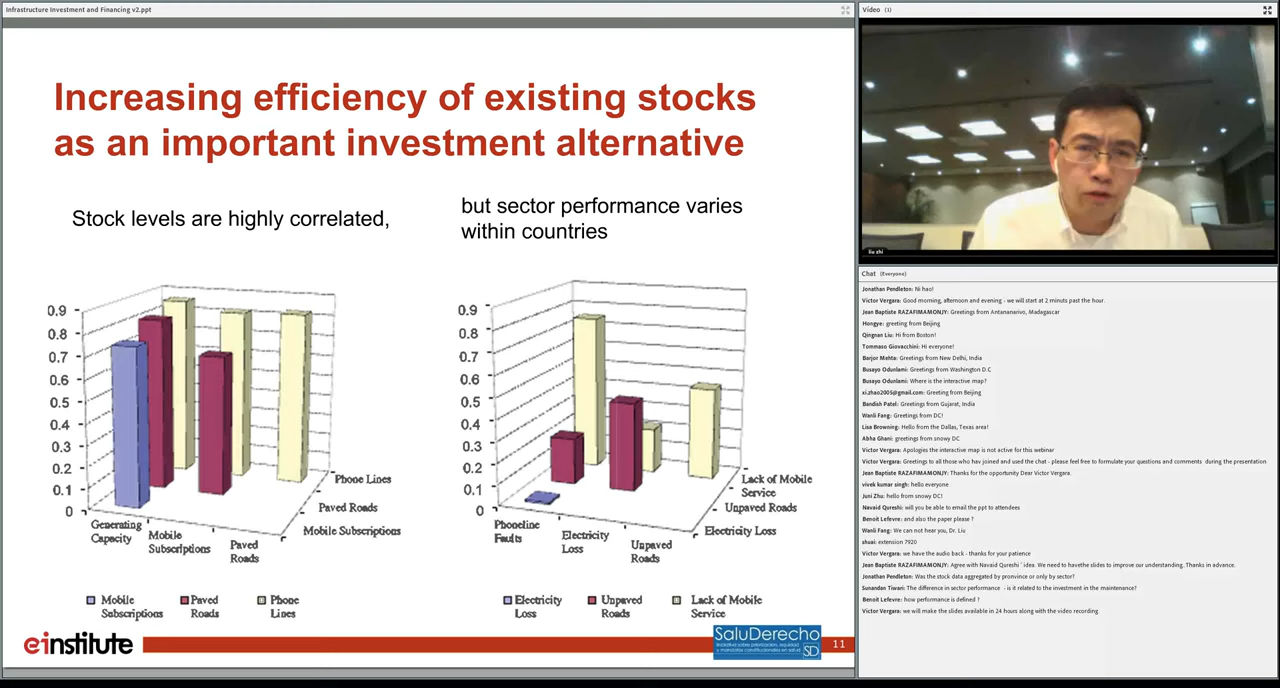 Infrastructure Investment and Financing v2.ppt
Increasing efficiency of existing stocks
as an important investment alternative
Stock levels are highly correlated,
but sector performance varies
within countries
0.9
0.8
0.7
0.6
0.5
0.4
0.3
0.2
0.1
0
Generating
Capacity
Mobile
Subscriptions
Paved
Roads
Phone Lines
Paved Roads
Mobile Subscriptions
Mobile
Subscriptions
Paved
Roads
Phone
Lines
0.9
0.8
0.7
0.6
0.5
0.4
0.3
0.2
0.1
0
Phoneline
Faults
Electricity
Loss
Unpaved
Roads
Lack of Mobile
Service
Unpaved Roads
Electricity Loss
Electricity
Loss
Unpaved
Roads
Lack of Mobile
Service
einstitute
SaluDerecho
SD
11
Video (1)
liu zhi
Chat (Everyone)
Jonathan Pendleton: Ni hao!
Victor Vergara: Good morning, afternoon and evening - we will start at 2 minuts past the hour.
Jean Baptiste RAZAFIMAMONJY: Greetings from Antananarivo, Madagascar
Hongye: greeting from Beijing
Qingnan Liu: Hi from Boston!
Tommaso Giovacchini: Hi everyone!
Barjor Mehta: Greetings from New Delhi, India
Busayo Odunlami: Greetings from Washington D.C
Busayo Odunlami: Where is the interactive map?
xi.zhao2005@gmail.com: Greeting from Beijing
Bandish Patel: Greetings from Gujarat, India
Wanli Fang: Greetings from DC!
Lisa Browning: Hello from the Dallas, Texas area!
Abha Ghani: greetings from snowy DC
Victor Vergara: Apologies the interactive map is not active for this webinar
Victor Vergara: Greetings to all those who hav joined and used the chat - please feel free to formulate your questions and comments during the presentation
Jean Baptiste RAZAFIMAMONJY: Thanks for the opportunity Dear Victor Vergara.
vivek kumar singh: hello everyone
Juni Zhu: hello from snowy DC!
Navaid Qureshi: will you be able to email the ppt to attendees
Benoit Lefevre: and also the paper please ?
Wanli Fang: We can not hear you, Dr. Liu
shuai: extension 7920
Victor Vergara: we have the audio back - thanks for your patience
Jean Baptiste RAZAFIMAMONJY: Agree with Navaid Qureshi ' idea. We need to havethe slides to improve our understanding. Thanks in advance.
Jonathan Pendleton: Was the stock data aggregated by pronvince or only by sector?
Sunandan Tiwari: The difference in sector performance - is it related to the investment in the maintenance?
Benoit Lefevre: how performance is defined ?
Victor Vergara: we will make the slides available in 24 hours along with the video recording